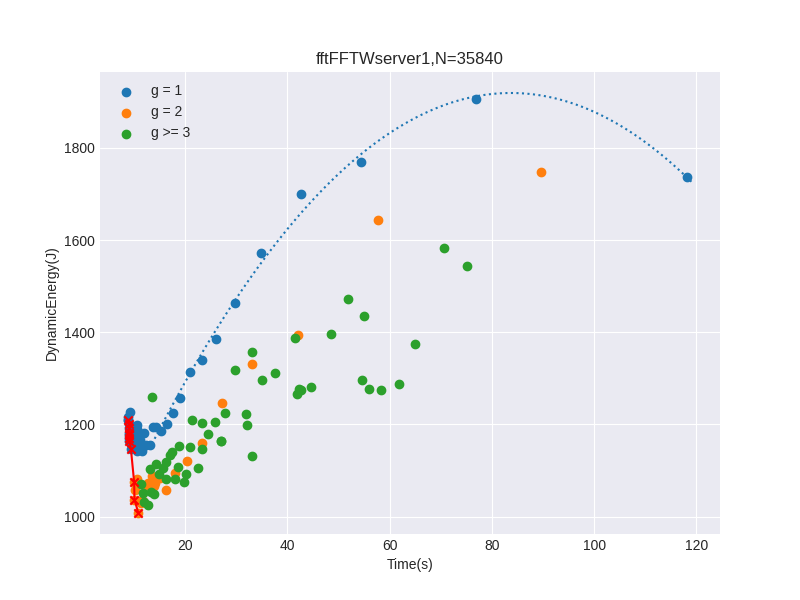 fftFFTWserver1,N=35840
g = 1
g = 2
g >= 3
DynamicEnergy(J)
1800
1600
1400
1200
1000
20 40 60 80 100 120
Time(s)